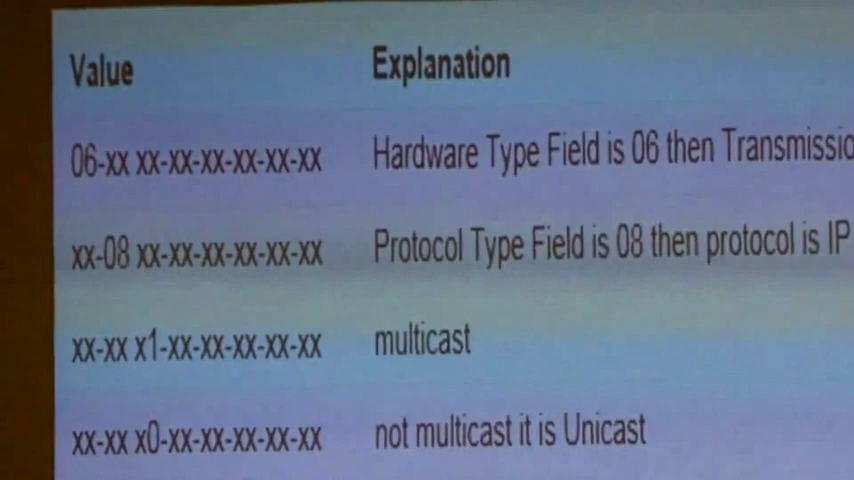 Value Explanation
06-xx xx-xx-xx-xx-xx-xx Hardware Type Field is 06 then
xx-08 xx-xx-xx-xx-xx-xx Protocol Type Field is 08 then protocol is IP
xx-xx x1-xx-xx-xx-xx-xx multicast
xx-xx x0-xx-xx-xx-xx-xx not multicast it is Unicast